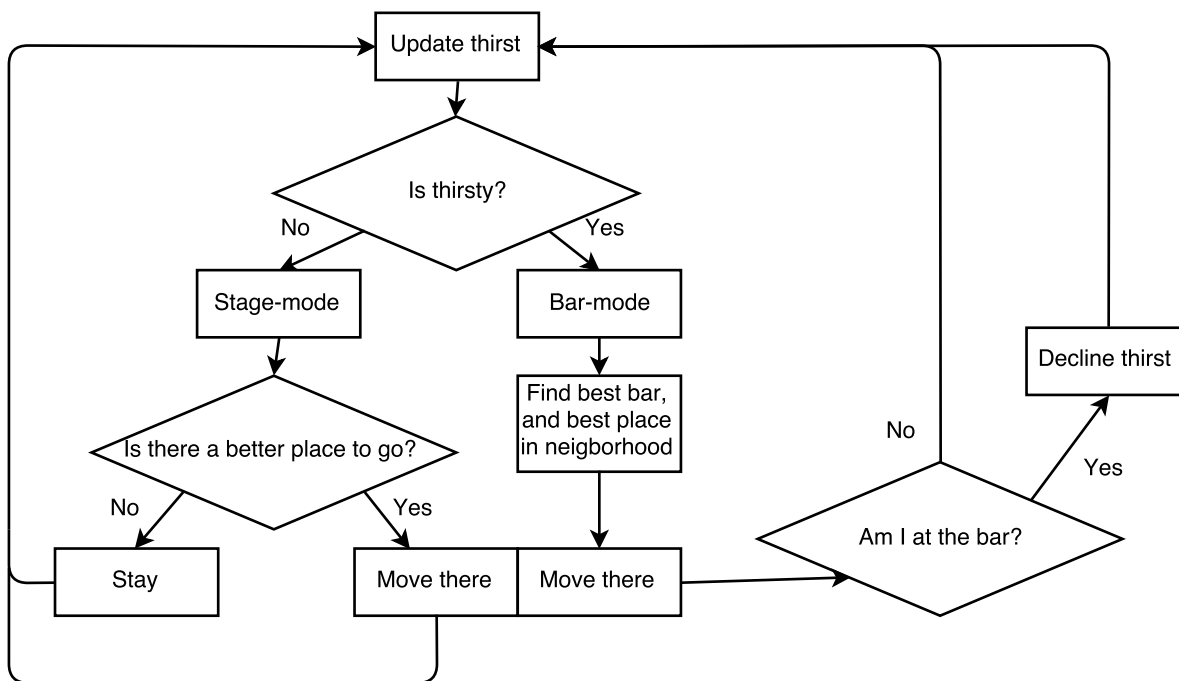 Update thirst
Is thirsty?
No
Yes
Stage-mode
Bar-mode
Decline thirst
Find best bar,
and best place
in neigborhood
Is there a better place to go?
No
Yes
No
Yes
Am I at the bar?
Stay
Move there
Move there